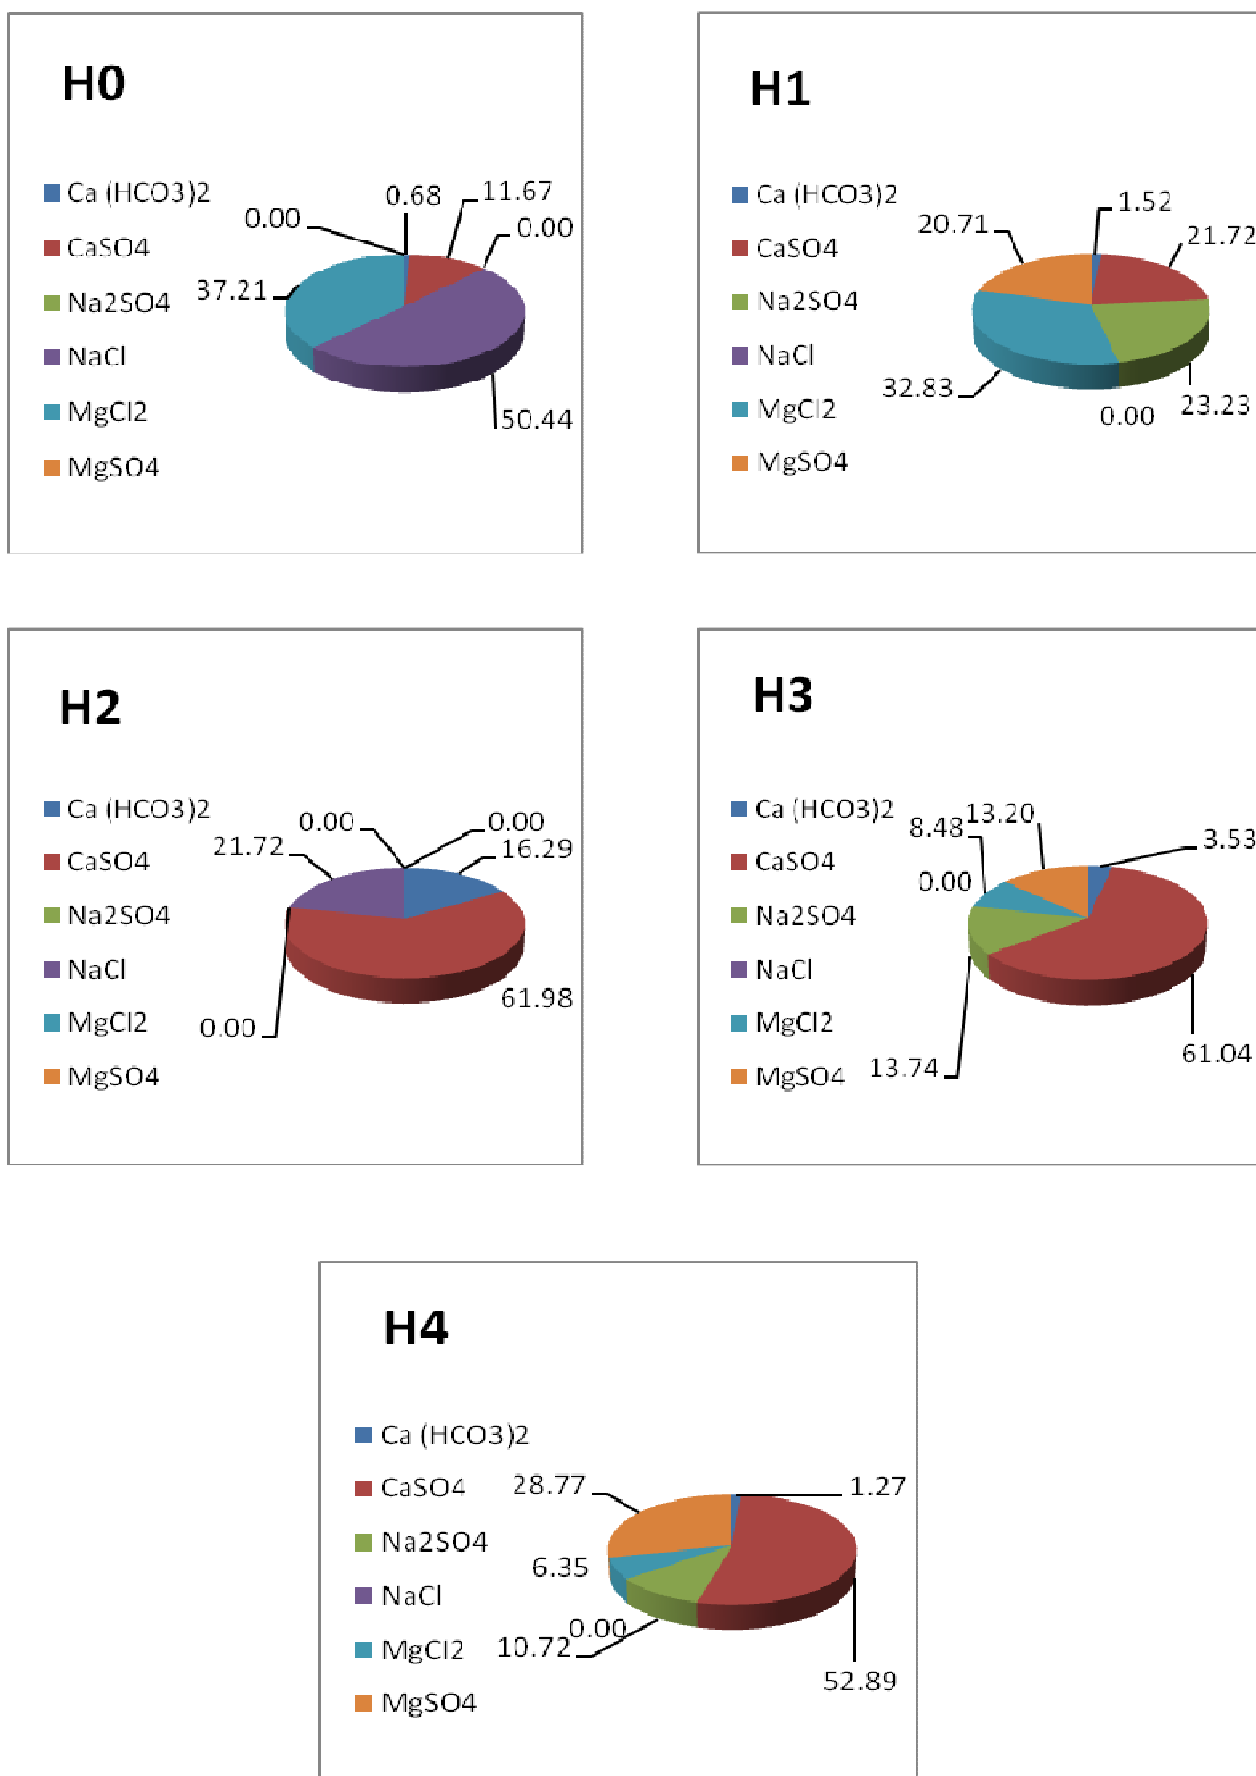 H0
Ca (HCO3)2
CaSO4
Na2SO4
NaCl
MgCl2
MgSO4
0.00
0.68
11.67
0.00
37.21
50.44
H1
Ca (HCO3)2
CaSO4
Na2SO4
NaCl
MgCl2
MgSO4
1.52
20.71
21.72
32.83
0.00
23.23
H2
Ca (HCO3)2
CaSO4
Na2SO4
NaCl
MgCl2
MgSO4
0.00
0.00
21.72
16.29
61.98
0.00
H3
Ca (HCO3)2
CaSO4
Na2SO4
NaCl
MgCl2
MgSO4
13.20
8.48
3.53
0.00
61.04
13.74
H4
Ca (HCO3)2
CaSO4
Na2SO4
NaCl
MgCl2
MgSO4
28.77
1.27
6.35
0.00
10.72
52.89